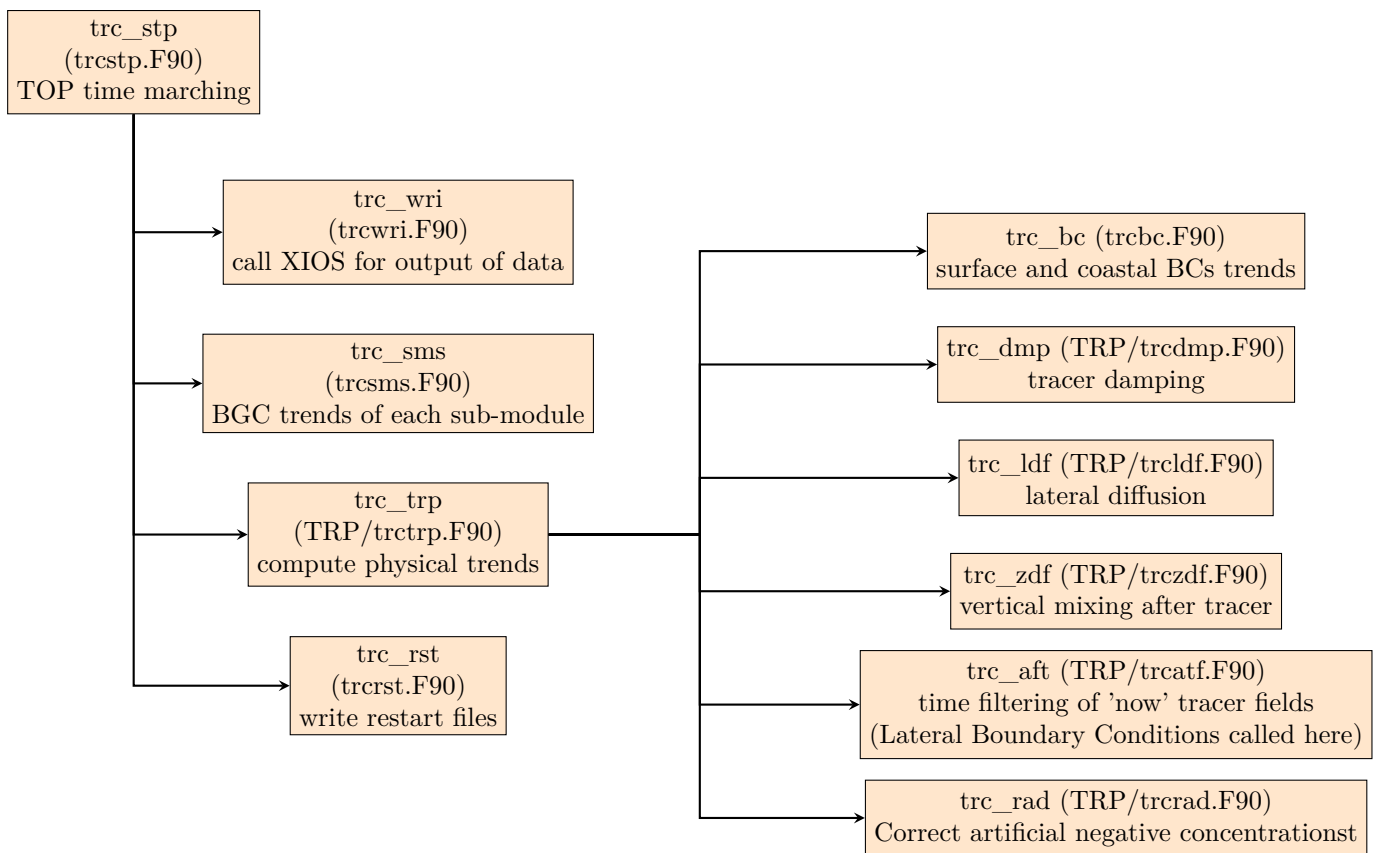 trc_stp
(trcstp.F90)
TOP time marching
trc_wri
(trcwri.F90)
call XIOS for output of data
trc_sms
(trcsms.F90)
BGC trends of each sub-module
trc_trp
(TRP/trctrp.F90)
compute physical trends
trc_rst
(trcrst.F90)
write restart files
trc_bc (trcbc.F90)
surface and coastal BCs trends
trc_dmp (TRP/trcdmp.F90)
tracer damping
trc_ldf (TRP/trcldf.F90)
lateral diffusion
trc_zdf (TRP/trczdf.F90)
vertical mixing after tracer
trc_aft (TRP/trcatf.F90)
time filtering of 'now' tracer fields
(Lateral Boundary Conditions called here)
trc_rad (TRP/trcrad.F90)
Correct artificial negative concentrationst